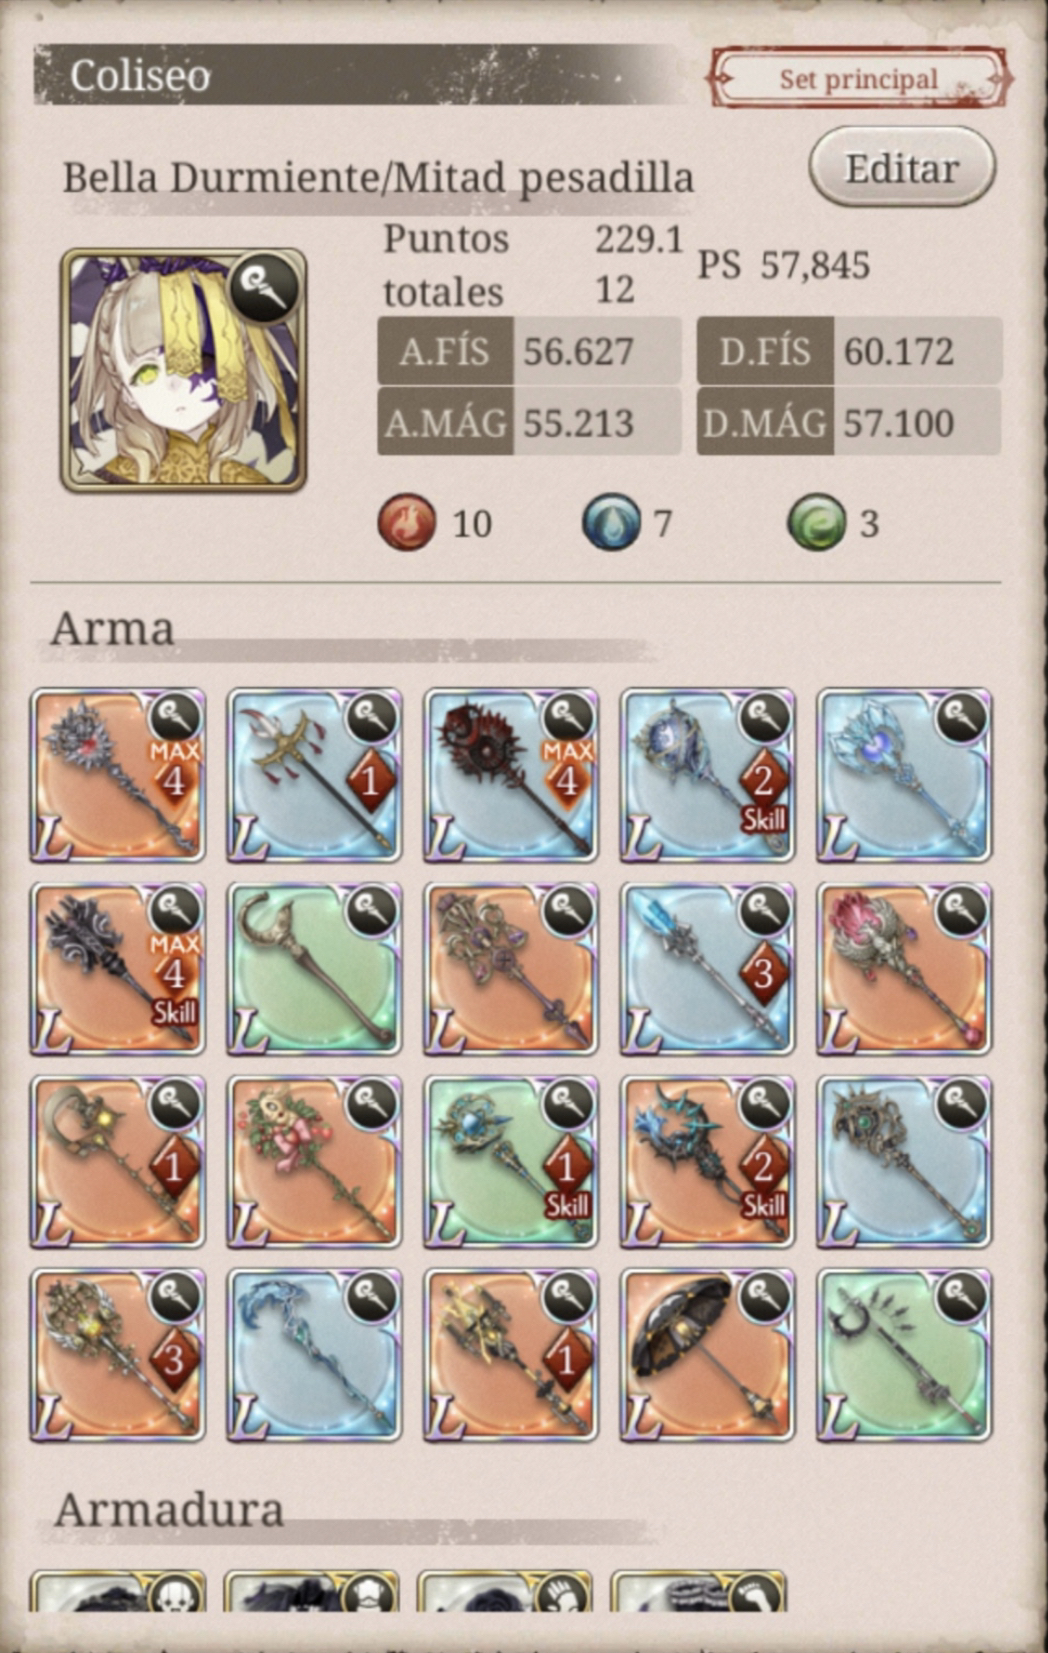 Coliseo
Set principal
Bella Durmiente/Mitad pesadilla
Editar
Puntos totales 229.112
PS 57,845
A.FÍS 56.627
D.FÍS 60.172
A.MÁG 55.213
D.MÁG 57.100
10 7 3
Arma
L MAX 4 L 1 L MAX 4 L 2 Skill L
L MAX 4 Skill L L L 3 L
L 1 L L 1 Skill L 2 Skill L
L 3 L L 1 L L
Armadura